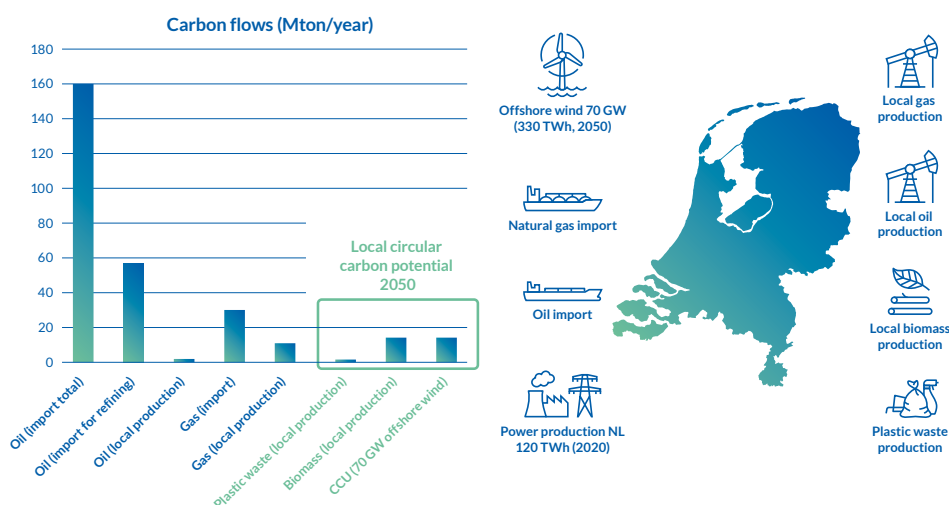 Carbon flows (Mton/year)
180
160
140
120
100
80
60
40
20
0
Local circular
carbon potential
2050
Oil (import total)
Oil (import for refining)
Oil (local production)
Gas (import)
Gas (local production)
Plastic waste (local production)
Biomass (local production)
CCU (70 GW offshore wind)
Offshore wind 70 GW
(330 TWh, 2050)
Natural gas import
Oil import
Power production NL
120 TWh (2020)
Local gas
production
Local oil
production
Local biomass
production
Plastic waste
production